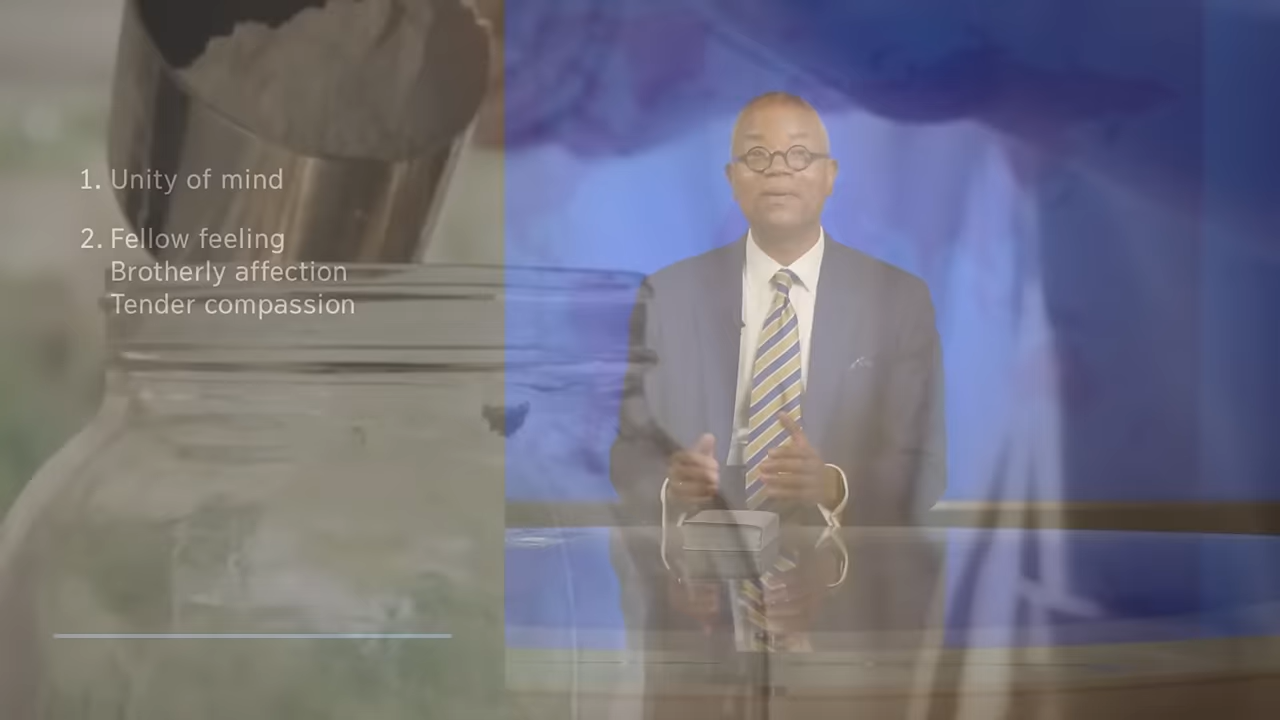 1. Unity of mind
2. Fellow feeling
Brotherly affection
Tender compassion